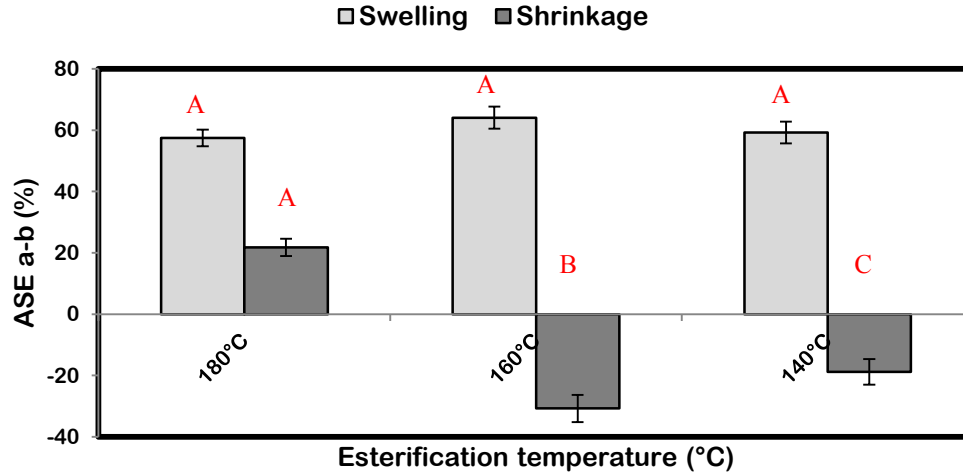 Swelling Shrinkage
80
60
40
20
0
-20
-40
ASE a-b (%)
A
A
A
A
B
C
180°C
160°C
140°C
Esterification temperature (°C)